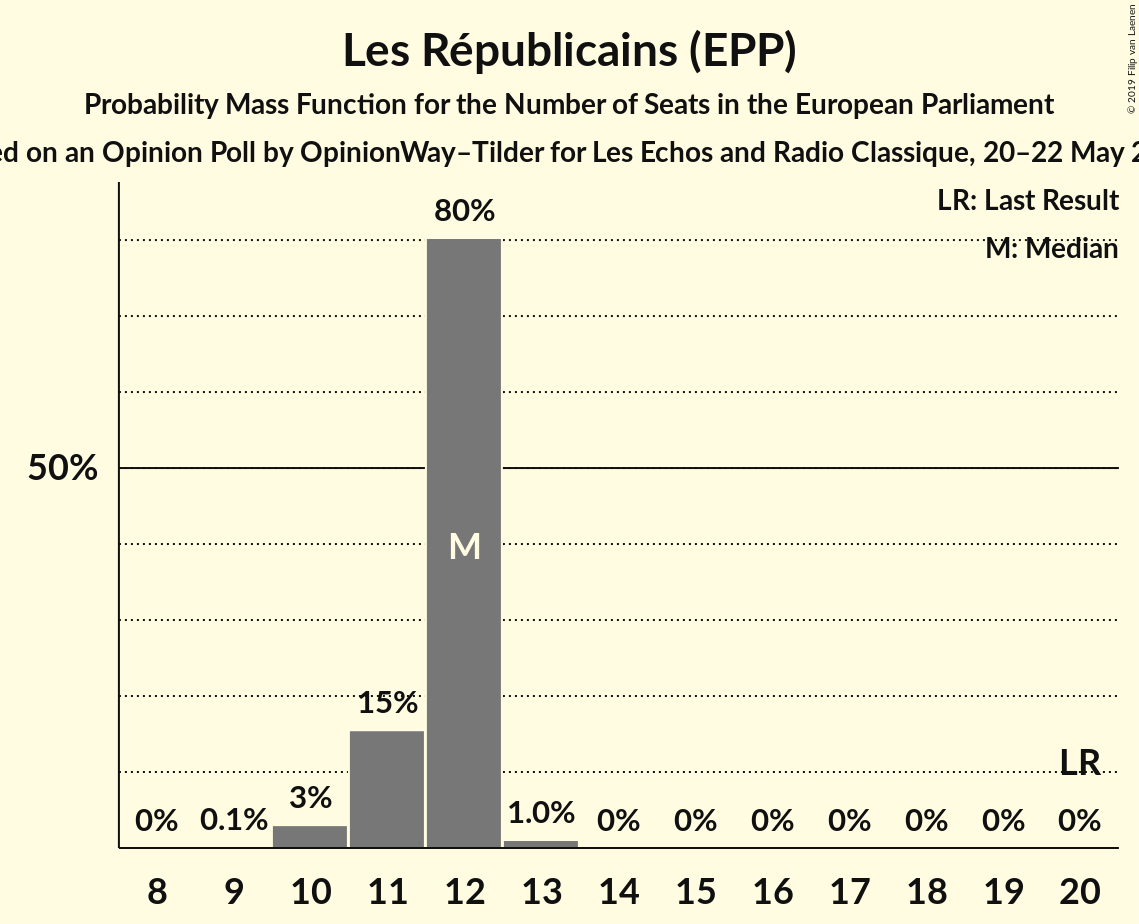 Les Républicains (EPP)
Probability Mass Function for the Number of Seats in the European Parliament
ed on an Opinion Poll by OpinionWay–Tilder for Les Echos and Radio Classique, 20–22 May 2
© 2019 Filip van Laenen
LR: Last Result
M: Median
80%
50%
M
15%
LR
3%
0% 0.1% 1.0% 0% 0% 0% 0% 0% 0% 0%
8 9 10 11 12 13 14 15 16 17 18 19 20